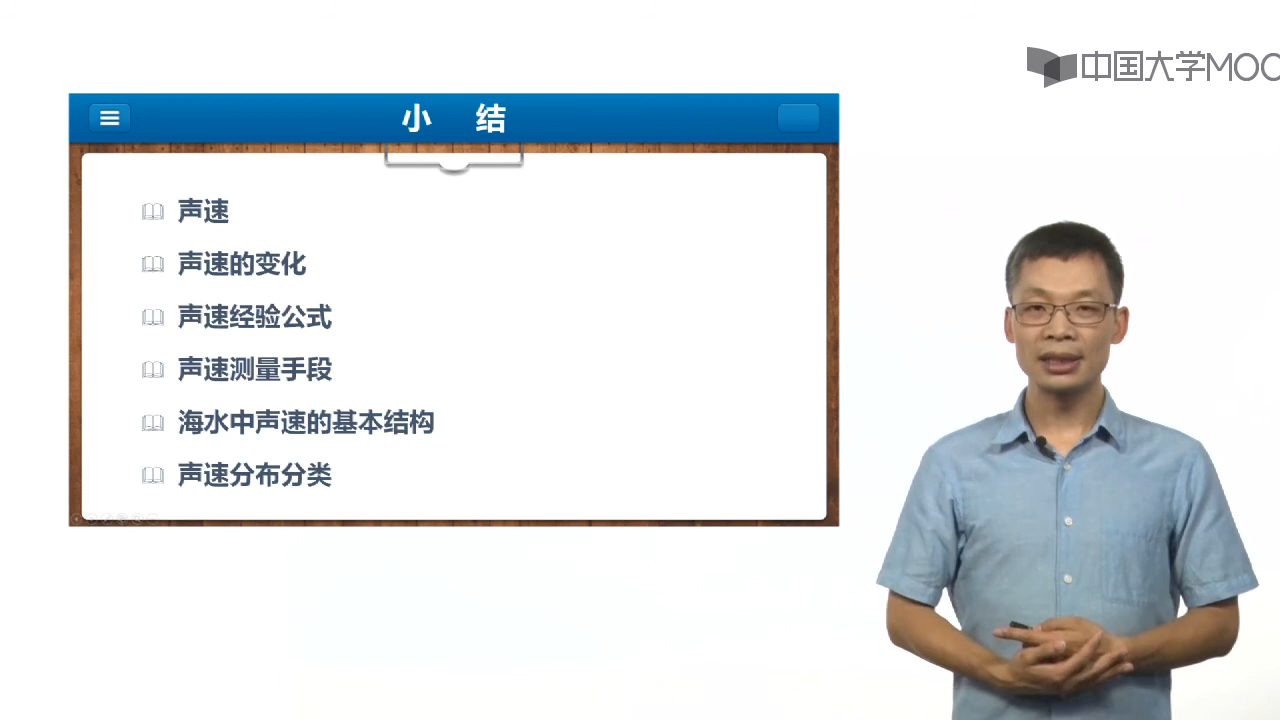 中国大学MOO
小 结
声速
声速的变化
声速经验公式
声速测量手段
海水中声速的基本结构
声速分布分类